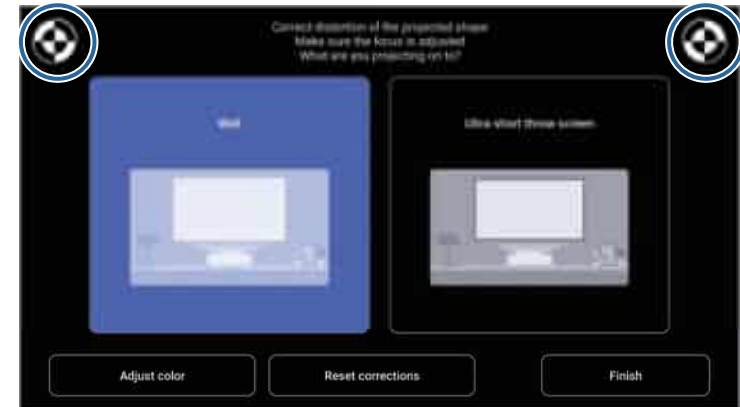 Correct distortion of the projected shape
Make sure the focus is adjusted
What are you projecting on to?
Wall
Ultra short throw screen
Adjust color
Reset corrections
Finish